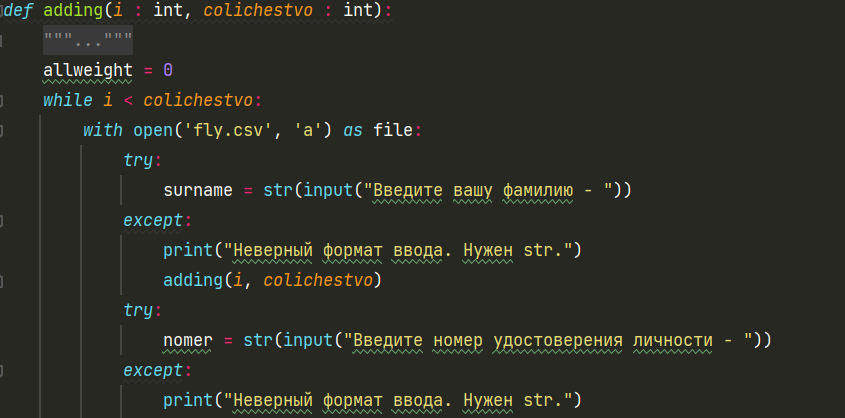 def adding(i : int, colichestvo : int):
"""..."""
allweight = 0
while i < colichestvo:
with open('fly.csv', 'a') as file:
try:
surname = str(input("Введите вашу фамилию - "))
except:
print("Неверный формат ввода. Нужен str.")
adding(i, colichestvo)
try:
nomer = str(input("Введите номер удостоверения личности - "))
except:
print("Неверный формат ввода. Нужен str.")